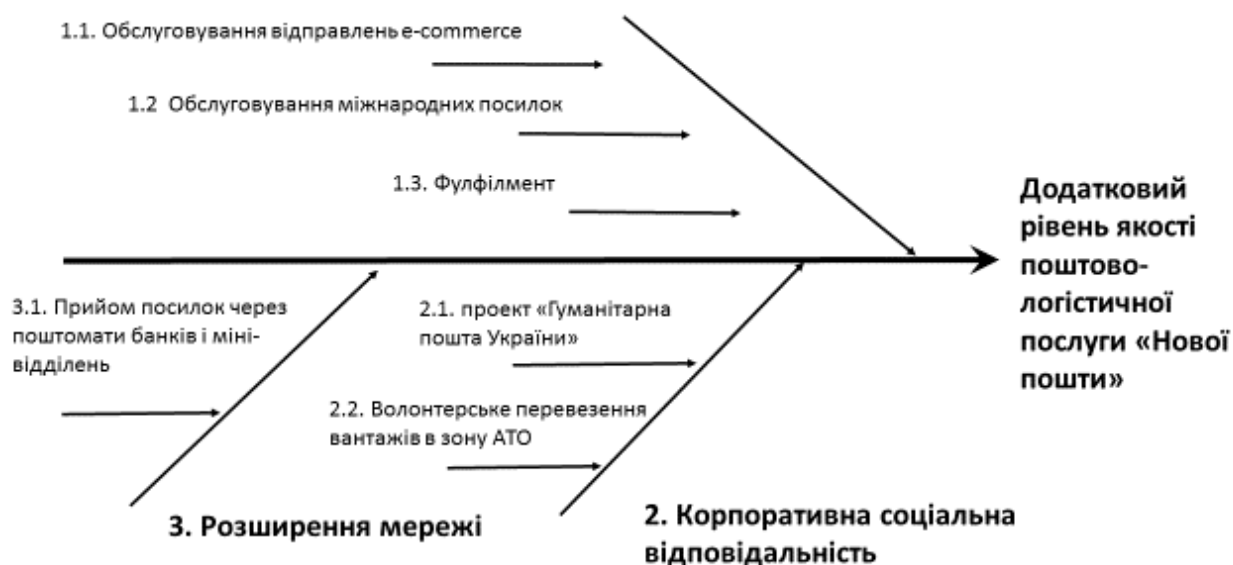 1.1. Обслуговування відправлень e-commerce
1.2 Обслуговування міжнародних посилок
1.3. Фулфілмент
Додатковий
рівень якості
поштово-
логістичної
послуги «Нової
пошти»
3.1. Прийом посилок через
поштомати банків і міні-
відділень
2.1. проект «Гуманітарна
пошта України»
2.2. Волонтерське перевезення
вантажів в зону АТО
3. Розширення мережі
2. Корпоративна соціальна
відповідальність